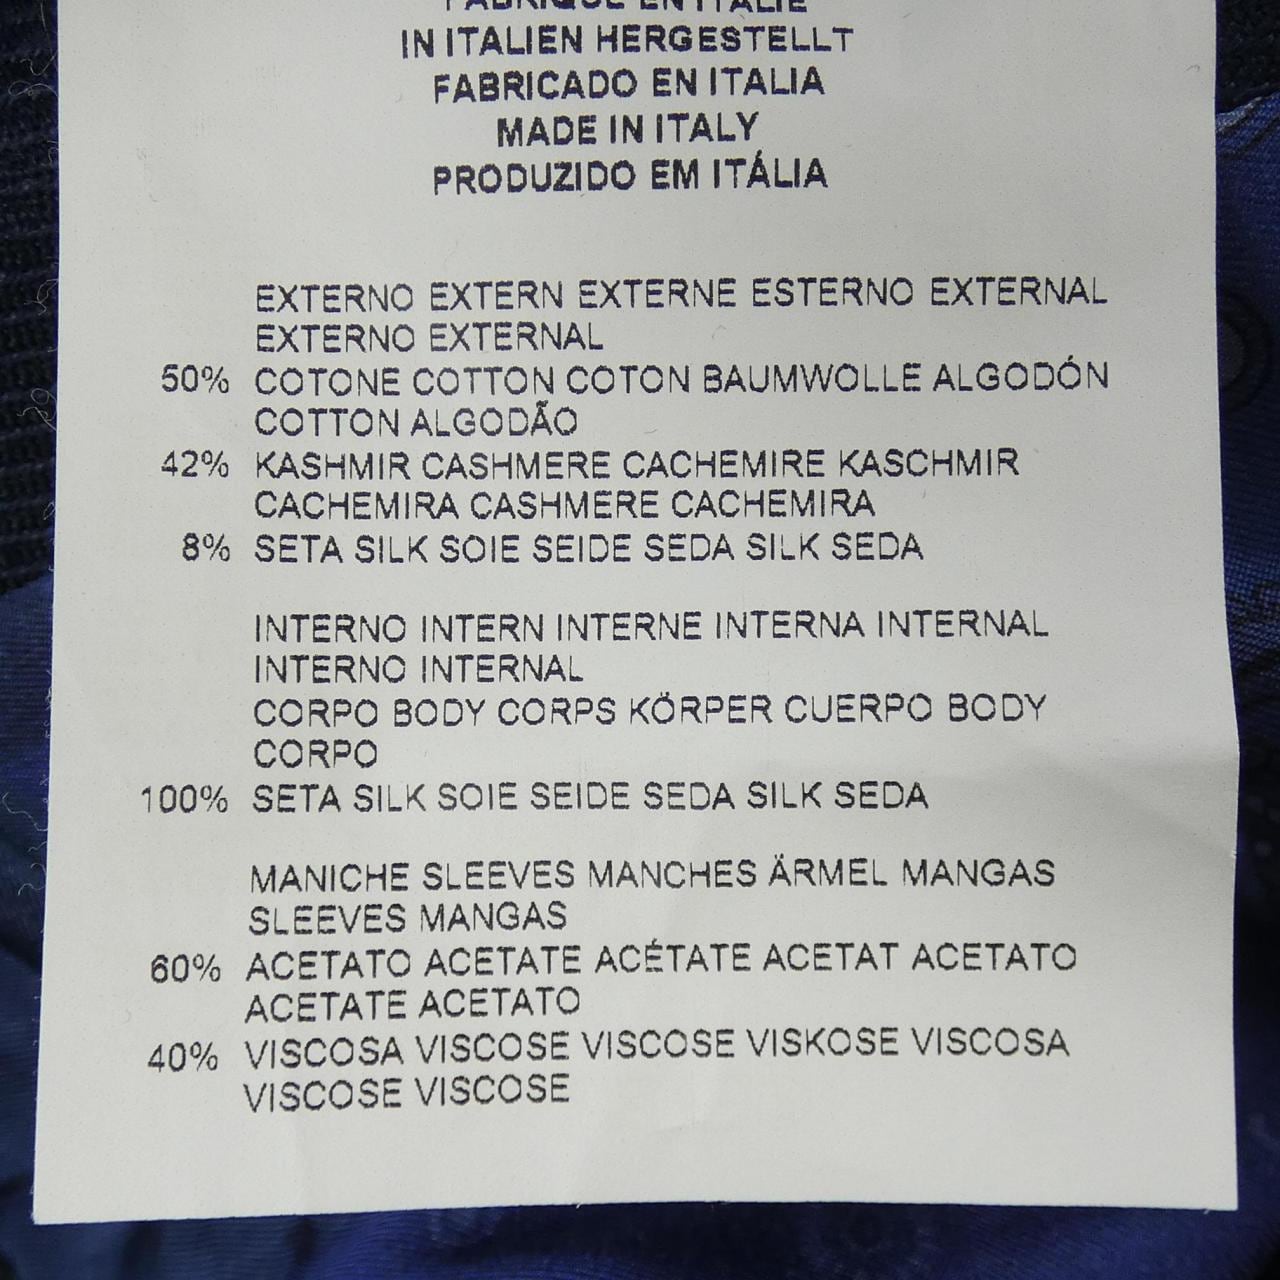 FABRIQUÉ EN ITALIE
IN ITALIEN HERGESTELLT
FABRICADO EN ITALIA
MADE IN ITALY
PRODUZIDO EM ITÁLIA
EXTERNO EXTERN EXTERNE ESTERNO EXTERNAL
EXTERNO EXTERNAL
50% COTONE COTTON COTON BAUMWOLLE ALGODÓN
COTTON ALGODÃO
42% KASHMIR CASHMERE CACHEMIRE KASCHMIR
CACHEMIRA CASHMERE CACHEMIRA
8% SETA SILK SOIE SEIDE SEDA SILK SEDA
INTERNO INTERN INTERNE INTERNA INTERNAL
INTERNO INTERNAL
CORPO BODY CORPS KÖRPER CUERPO BODY
CORPO
100% SETA SILK SOIE SEIDE SEDA SILK SEDA
MANICHE SLEEVES MANCHES ÄRMEL MANGAS
SLEEVES MANGAS
60% ACETATO ACETATE ACÉTATE ACETAT ACETATO
ACETATE ACETATO
40% VISCOSA VISCOSE VISCOSE VISKOSE VISCOSA
VISCOSE VISCOSE